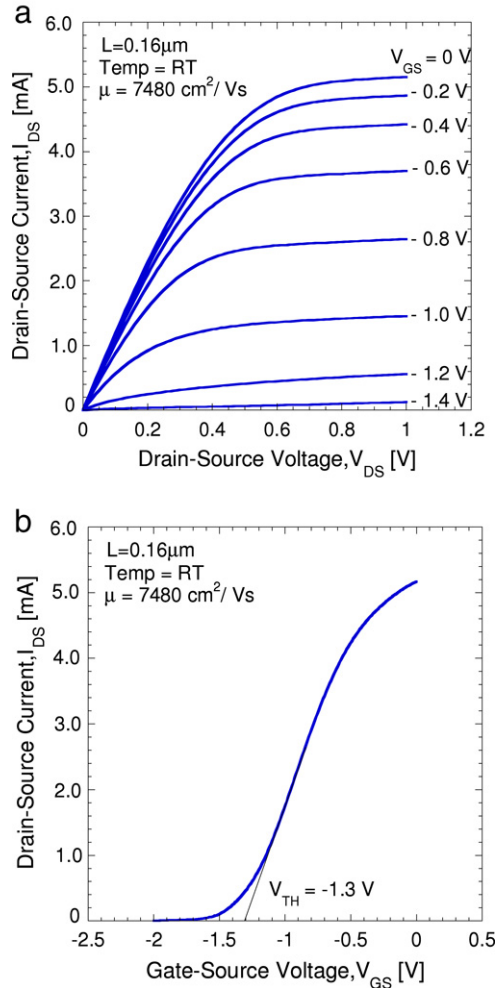 a
6.0
5.0
4.0
3.0
2.0
1.0
0
Drain-Source Current,I_DS [mA]
L=0.16μm
Temp = RT
μ = 7480 cm²/ Vs
V_GS = 0 V
- 0.2 V
- 0.4 V
- 0.6 V
- 0.8 V
- 1.0 V
- 1.2 V
- 1.4 V
0 0.2 0.4 0.6 0.8 1 1.2
Drain-Source Voltage,V_DS [V]
b
6.0
5.0
4.0
3.0
2.0
1.0
0
Drain-Source Current,I_DS [mA]
L=0.16μm
Temp = RT
μ = 7480 cm²/ Vs
V_TH = -1.3 V
-2.5 -2 -1.5 -1 -0.5 0 0.5
Gate-Source Voltage,V_GS [V]